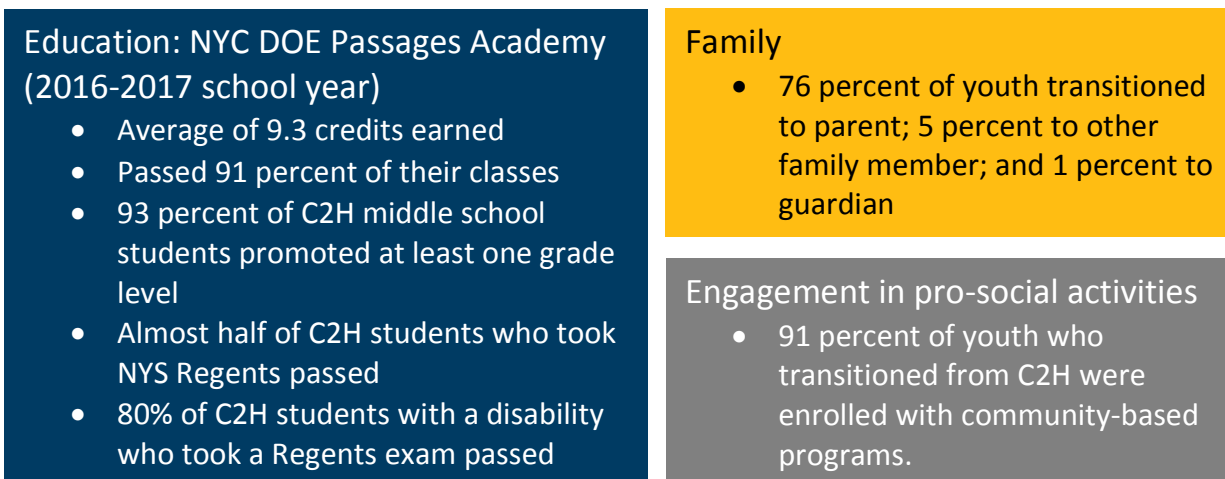 Education: NYC DOE Passages Academy
(2016-2017 school year)
• Average of 9.3 credits earned
• Passed 91 percent of their classes
• 93 percent of C2H middle school
students promoted at least one grade
level
• Almost half of C2H students who took
NYS Regents passed
• 80% of C2H students with a disability
who took a Regents exam passed
Family
• 76 percent of youth transitioned
to parent; 5 percent to other
family member; and 1 percent to
guardian
Engagement in pro-social activities
• 91 percent of youth who
transitioned from C2H were
enrolled with community-based
programs.